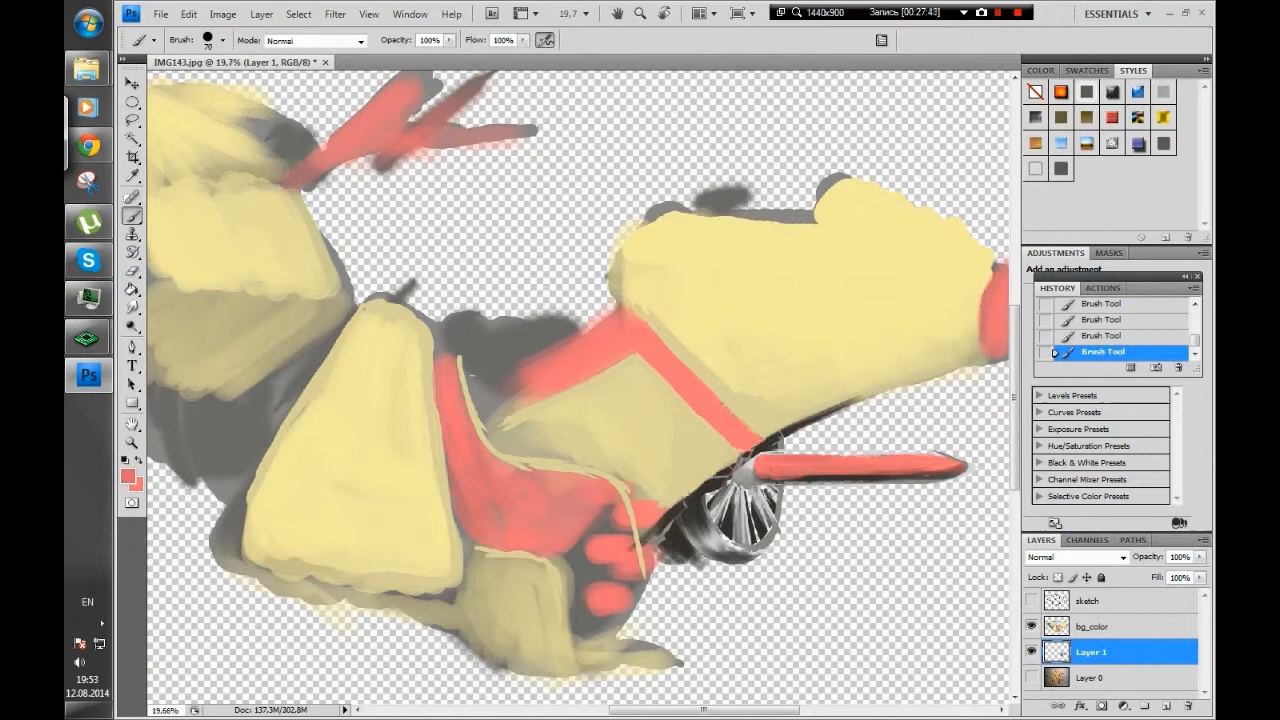 Ps File Edit Image Layer Select Filter View Window Help Br 19,7 1440x900 Запись [00:27:43] ESSENTIALS
Brush: 70 Mode: Normal Opacity: 100% Flow: 100%
IMG143.jpg @ 19,7% (Layer 1, RGB/8) *
COLOR SWATCHES STYLES
ADJUSTMENTS MASKS
Add an adjustment
HISTORY ACTIONS
Brush Tool
Brush Tool
Brush Tool
Brush Tool
Levels Presets
Curves Presets
Exposure Presets
Hue/Saturation Presets
Black & White Presets
Channel Mixer Presets
Selective Color Presets
LAYERS CHANNELS PATHS
Normal Opacity: 100%
Lock: Fill: 100%
sketch
bg_color
Layer 1
Layer 0
Ps
EN
19:53
12.08.2014
19.66% Doc: 137,3M/302,8M